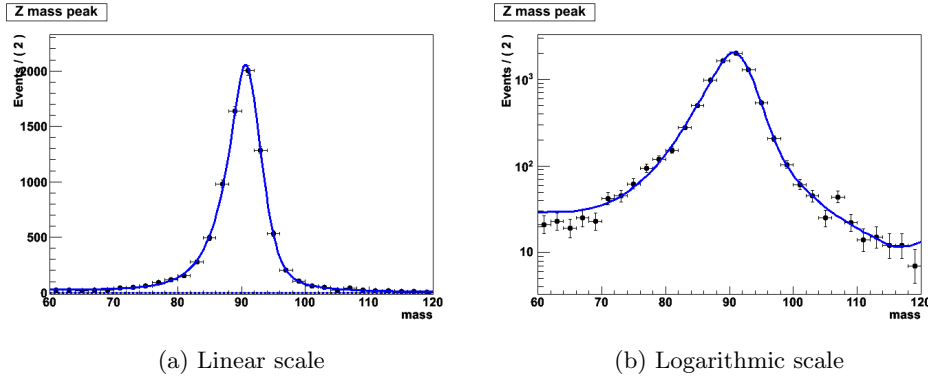 Z mass peak
Events / ( 2 )
2000
1500
1000
500
0
60 70 80 90 100 110 120
mass
(a) Linear scale
Z mass peak
Events / ( 2 )
10³
10²
10
60 70 80 90 100 110 120
mass
(b) Logarithmic scale